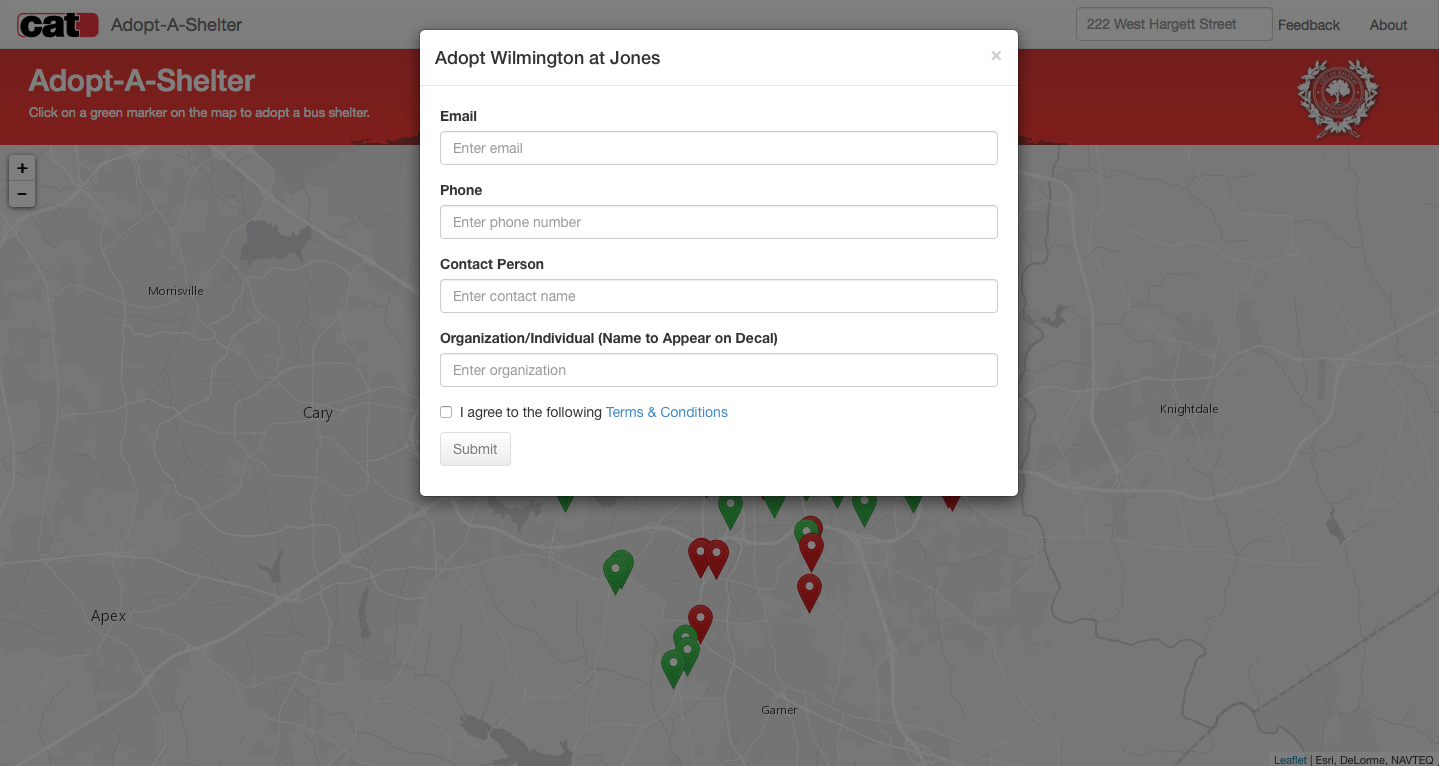 cat Adopt-A-Shelter
222 West Hargett Street Feedback About
Adopt-A-Shelter
Click on a green marker on the map to adopt a bus shelter.
Adopt Wilmington at Jones ×
Email
Enter email
Phone
Enter phone number
Contact Person
Enter contact name
Organization/Individual (Name to Appear on Decal)
Enter organization
I agree to the following Terms & Conditions
Submit
+
−
Morrisville
Cary
Knightdale
Apex
Garner
Leaflet | Esri, DeLorme, NAVTEQ